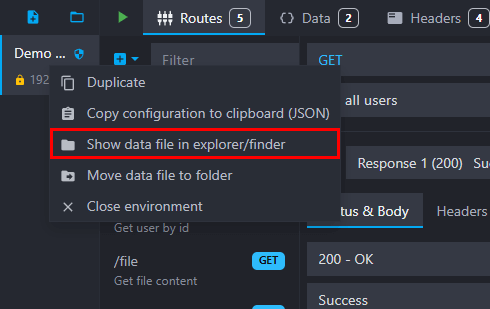 Routes 5
Data 2
Headers 4
Demo ...
Filter
GET
192
Duplicate
all users
Copy configuration to clipboard (JSON)
Show data file in explorer/finder
Response 1 (200)
Move data file to folder
Close environment
& Body
Headers
Get user by id
/file
GET
200 - OK
Get file content
Success